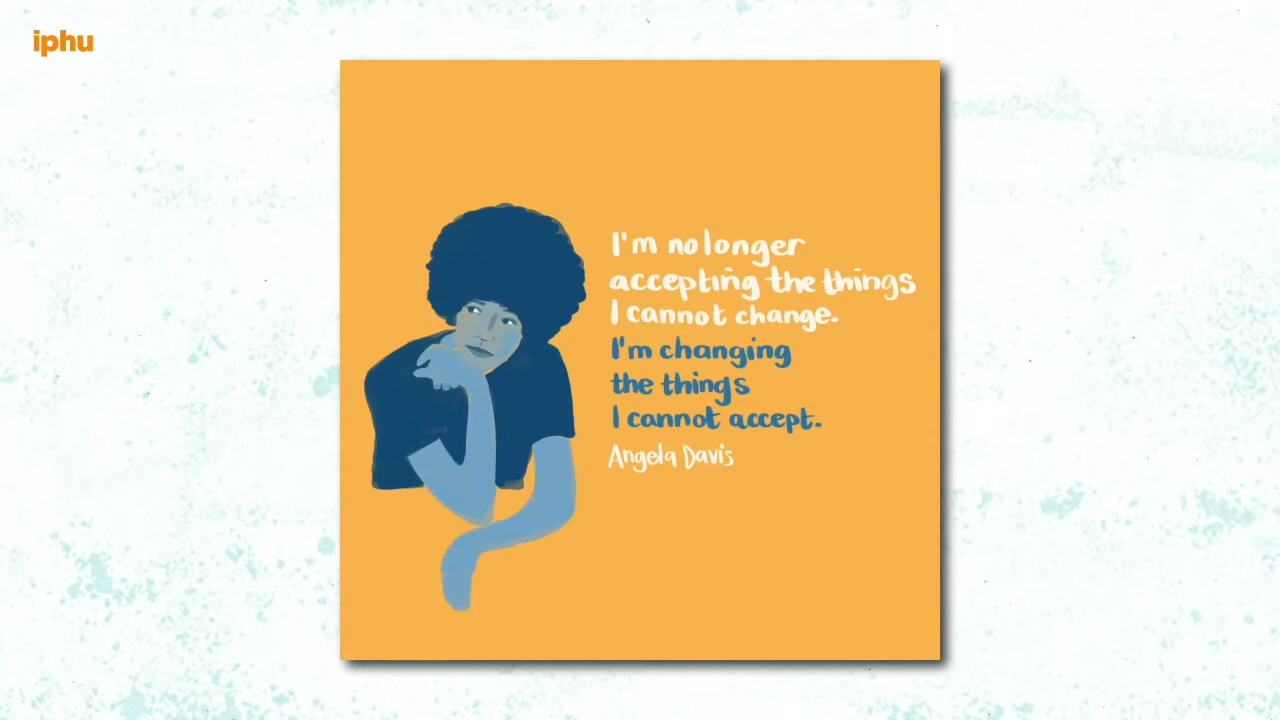 iphu
I'm no longer
accepting the things
I cannot change.
I'm changing
the things
I cannot accept.
Angela Davis